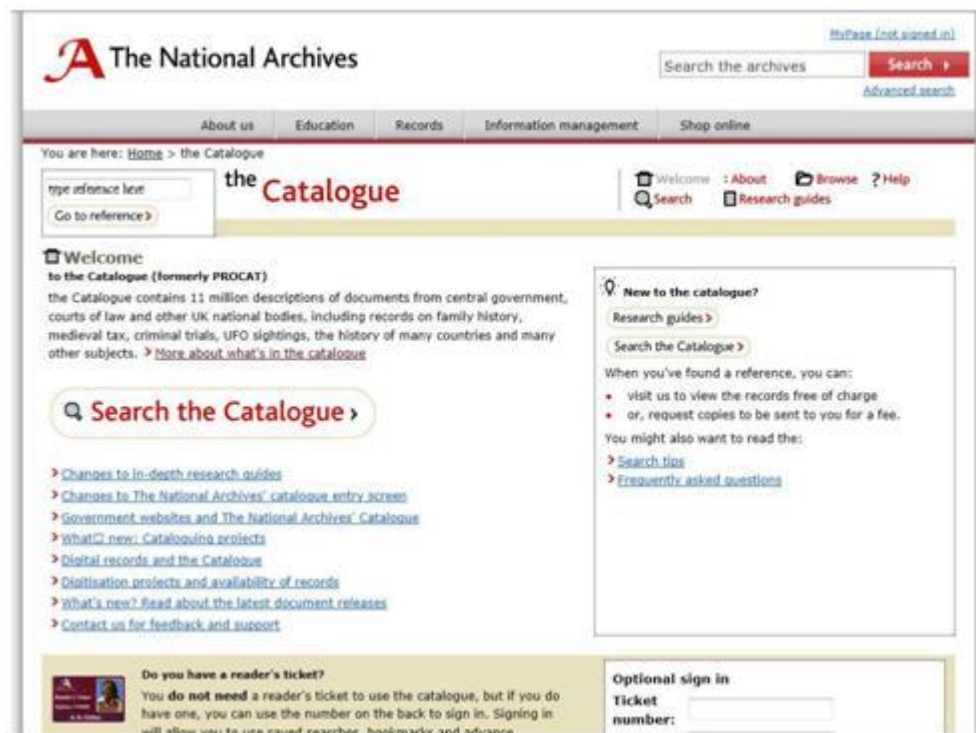 MyPage (not signed in)
The National Archives
Search the archives
Search
Advanced search
About us Education Records Information management Shop online
You are here: Home > the Catalogue
type reference here
Go to reference
the Catalogue
Welcome : About Browse ? Help
Search Research guides
Welcome
to the Catalogue (formerly PROCAT)
the Catalogue contains 11 million descriptions of documents from central government,
courts of law and other UK national bodies, including records on family history,
medieval tax, criminal trials, UFO sightings, the history of many countries and many
other subjects. More about what's in the catalogue
Search the Catalogue
Changes to in-depth research guides
Changes to The National Archives' catalogue entry screen
Government websites and The National Archives' Catalogue
What□ new: Cataloguing projects
Digital records and the Catalogue
Digitisation projects and availability of records
What's new? Read about the latest document releases
Contact us for feedback and support
New to the catalogue?
Research guides
Search the Catalogue
When you've found a reference, you can:
• visit us to view the records free of charge
• or, request copies to be sent to you for a fee.
You might also want to read the:
Search tips
Frequently asked questions
Do you have a reader's ticket?
You do not need a reader's ticket to use the catalogue, but if you do
have one, you can use the number on the back to sign in. Signing in
will allow you to use saved searches, bookmarks and advance
Optional sign in
Ticket
number: